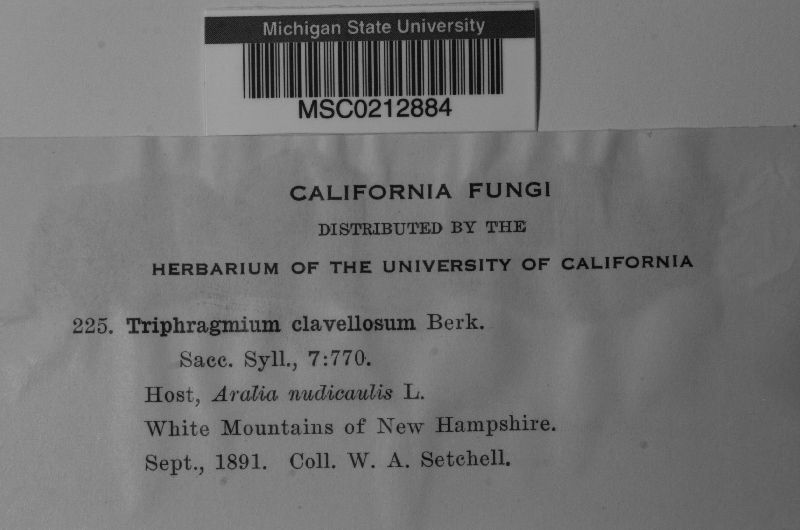 Michigan State University
MSC0212884
CALIFORNIA FUNGI
DISTRIBUTED BY THE
HERBARIUM OF THE UNIVERSITY OF CALIFORNIA
225. Triphragmium clavellosum Berk.
Sacc. Syll., 7:770.
Host, Aralia nudicaulis L.
White Mountains of New Hampshire.
Sept., 1891. Coll. W. A. Setchell.